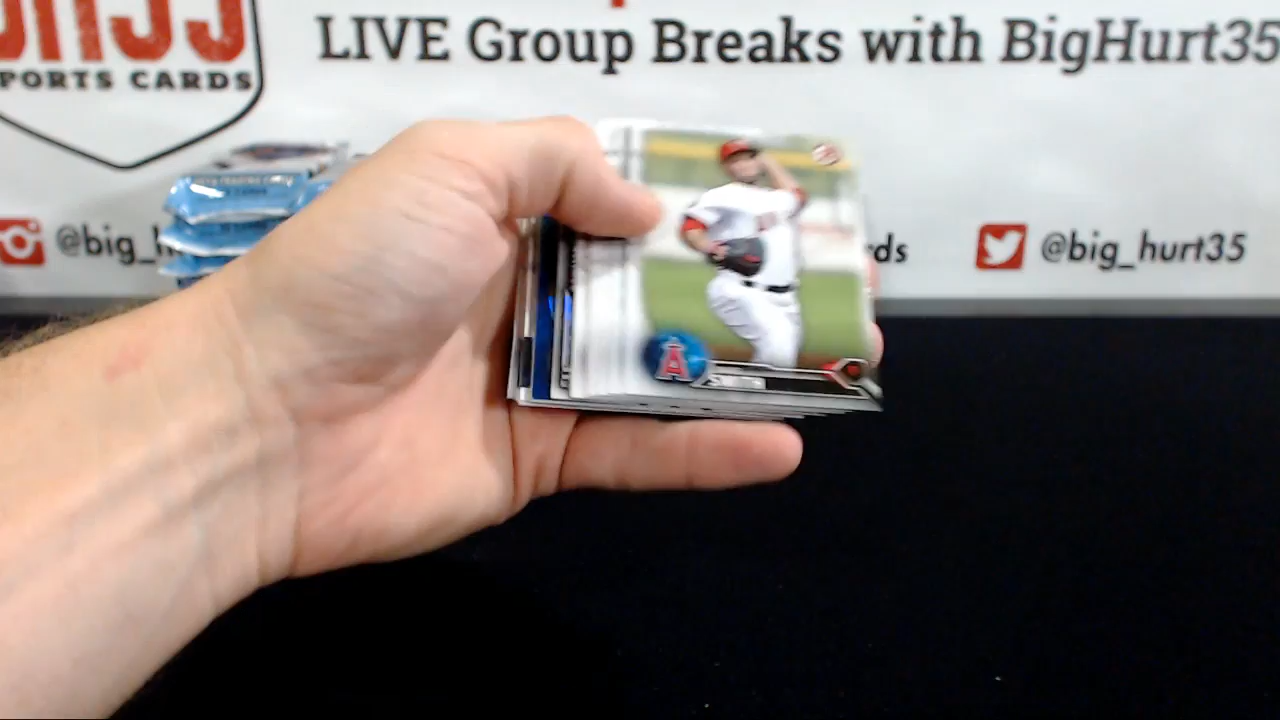 LIVE Group Breaks with BigHurt35
PORTS CARDS
@big_h
rds
@big_hurt35
A